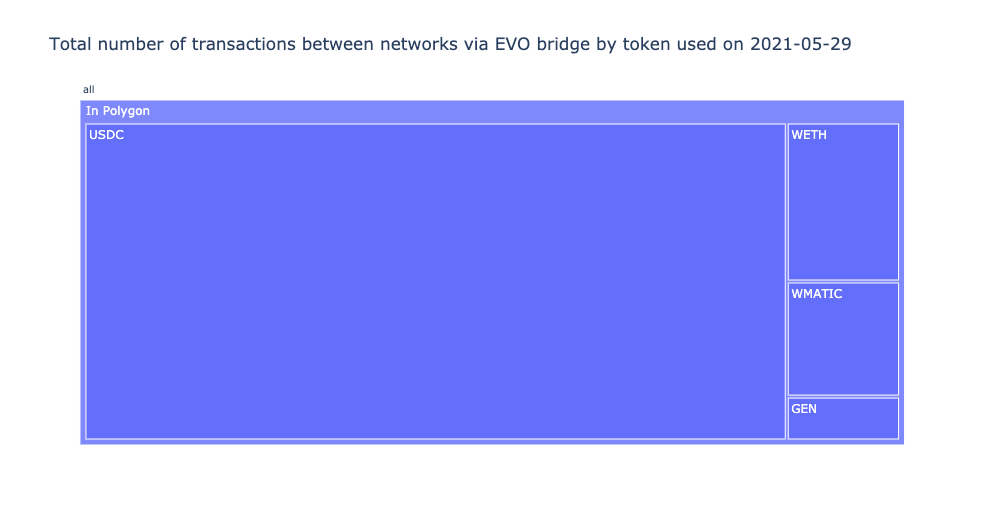 Total number of transactions between networks via EVO bridge by token used on 2021-05-29
all
In Polygon
USDC
WETH
WMATIC
GEN